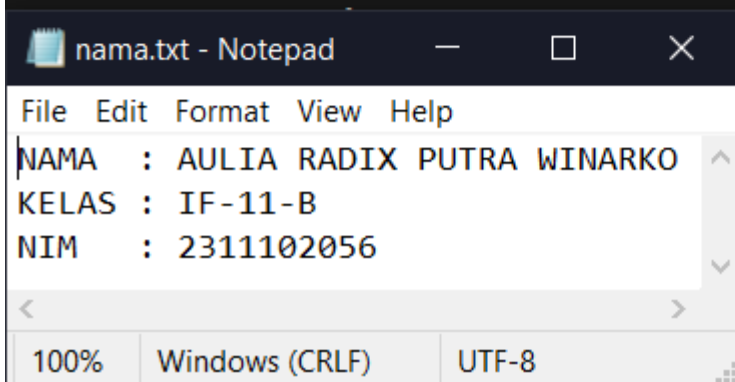 nama.txt - Notepad
File Edit Format View Help
NAMA  : AULIA RADIX PUTRA WINARKO
KELAS : IF-11-B
NIM   : 2311102056
100% Windows (CRLF) UTF-8